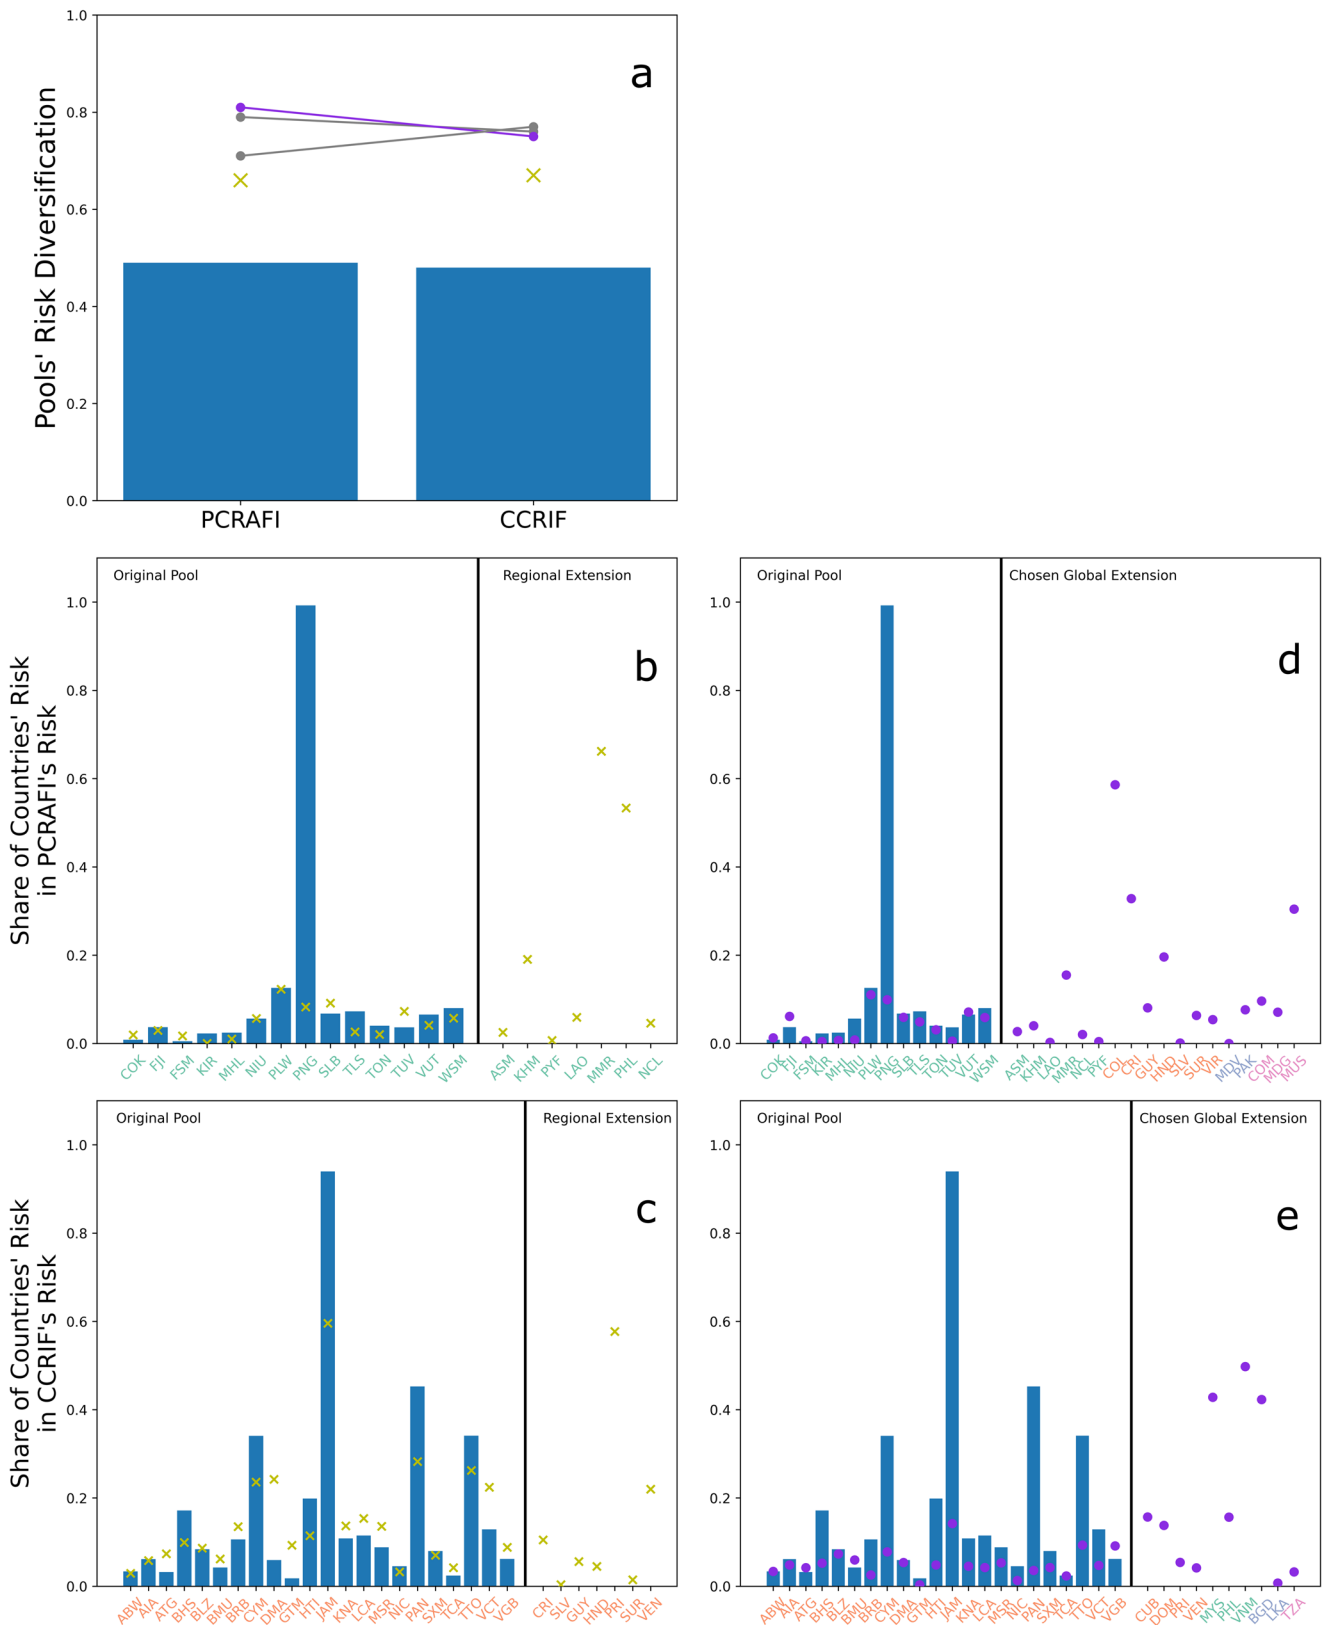 a
Pools' Risk Diversification
1.0
0.8
0.6
0.4
0.2
0.0
PCRAFI
CCRIF
Original Pool
Regional Extension
b
Share of Countries' Risk
in PCRAFI's Risk
1.0
0.8
0.6
0.4
0.2
0.0
COK FJI FSM KIR MHL NIU PLW PNG SLB TLS TON TUV VUT WSM ASM KHM PYF LAO MMR PHL NCL
Original Pool
Chosen Global Extension
d
1.0
0.8
0.6
0.4
0.2
0.0
COK FJI FSM KIR MHL NIU PLW PNG SLB TLS TON TUV VUT WSM ASM KHM LAO MMR NCL PYF COL CRI GUY HND SLV SUR VIR MDV PAK COM MDG MUS
Original Pool
Regional Extension
c
Share of Countries' Risk
in CCRIF's Risk
1.0
0.8
0.6
0.4
0.2
0.0
ABW AIA ATG BHS BLZ BMU BRB CYM DMA GTM HTI JAM KNA LCA MSR NIC PAN SXM TCA TTO VCT VGB CRI SLV GUY HND PRI SUR VEN
Original Pool
Chosen Global Extension
e
1.0
0.8
0.6
0.4
0.2
0.0
ABW AIA ATG BHS BLZ BMU BRB CYM DMA GTM HTI JAM KNA LCA MSR NIC PAN SXM TCA TTO VCT VGB CUB DOM PRI VEN MYS PHL VNM BGD LKA TZA